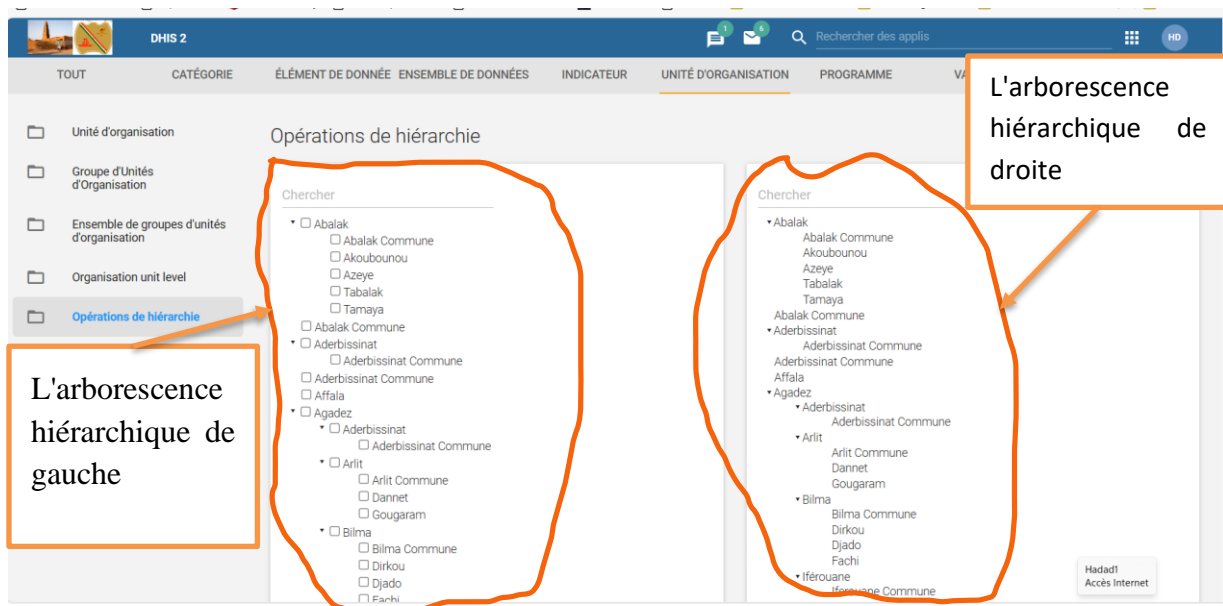 DHIS 2
1
6
Rechercher des applis
HD
TOUT
CATÉGORIE
ÉLÉMENT DE DONNÉE
ENSEMBLE DE DONNÉES
INDICATEUR
UNITÉ D'ORGANISATION
PROGRAMME
L'arborescence
hiérarchique de
droite
Unité d'organisation
Groupe d'Unités
d'Organisation
Ensemble de groupes d'unités
d'organisation
Organisation unit level
Opérations de hiérarchie
L'arborescence
hiérarchique de
gauche
Opérations de hiérarchie
Chercher
Abalak
Abalak Commune
Akoubounou
Azeye
Tabalak
Tamaya
Abalak Commune
Aderbissinat
Aderbissinat Commune
Aderbissinat Commune
Affala
Agadez
Aderbissinat
Aderbissinat Commune
Arlit
Arlit Commune
Dannet
Gougaram
Bilma
Bilma Commune
Dirkou
Djado
Fachi
Chercher
Abalak
Abalak Commune
Akoubounou
Azeye
Tabalak
Tamaya
Abalak Commune
Aderbissinat
Aderbissinat Commune
Aderbissinat Commune
Affala
Agadez
Aderbissinat
Aderbissinat Commune
Arlit
Arlit Commune
Dannet
Gougaram
Bilma
Bilma Commune
Dirkou
Djado
Fachi
Iférouane
Iferouane Commune
Hadad1
Accès Internet